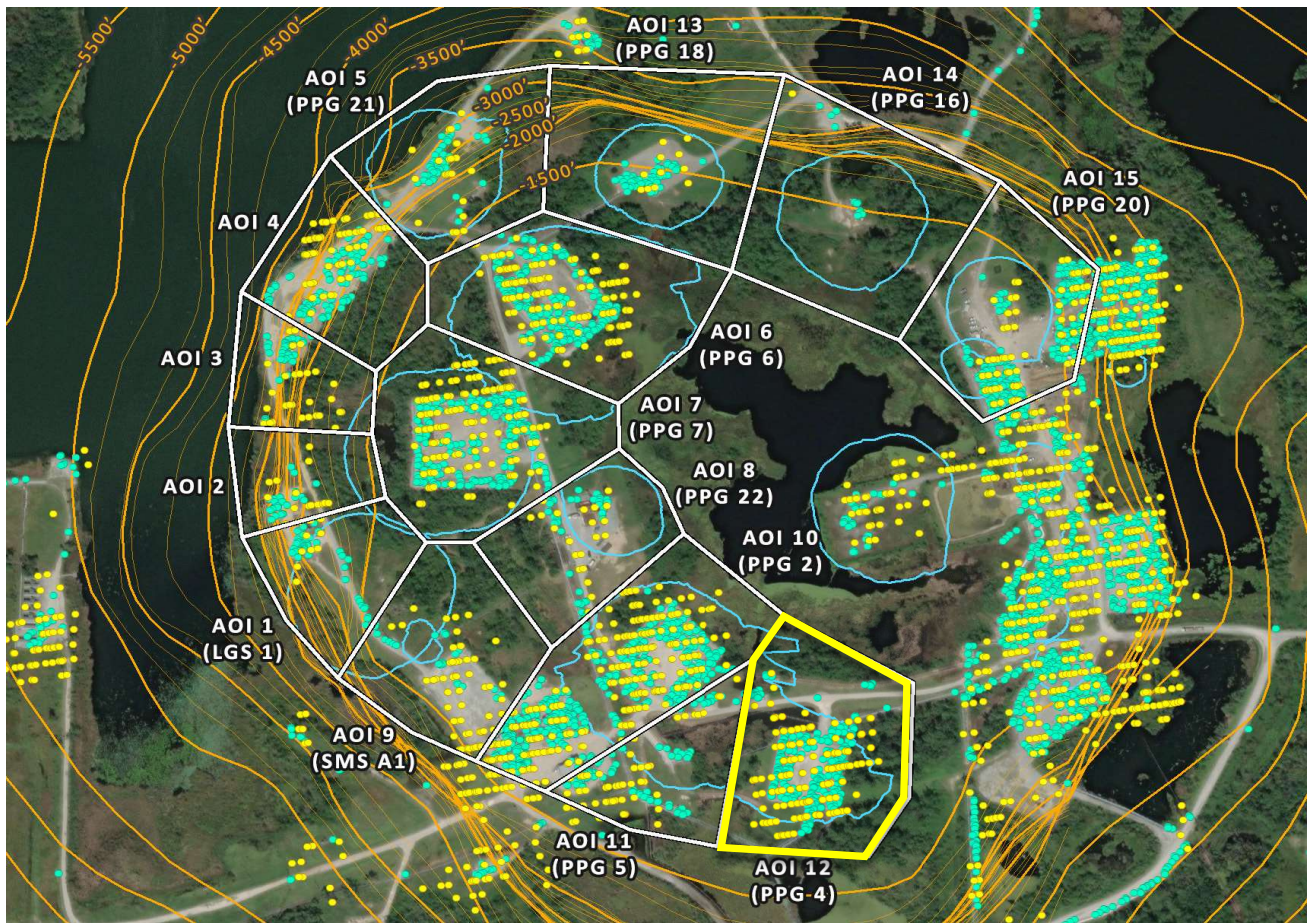 -5500'
-5000'
-4500'
-4000'
-3500'
-3000'
-2500'
-2000'
-1500'
AOI 13
(PPG 18)
AOI 14
(PPG 16)
AOI 5
(PPG 21)
AOI 15
(PPG 20)
AOI 4
AOI 6
(PPG 6)
AOI 3
AOI 7
(PPG 7)
AOI 8
(PPG 22)
AOI 2
AOI 10
(PPG 2)
AOI 1
(LGS 1)
AOI 9
(SMS A1)
AOI 11
(PPG 5)
AOI 12
(PPG 4)